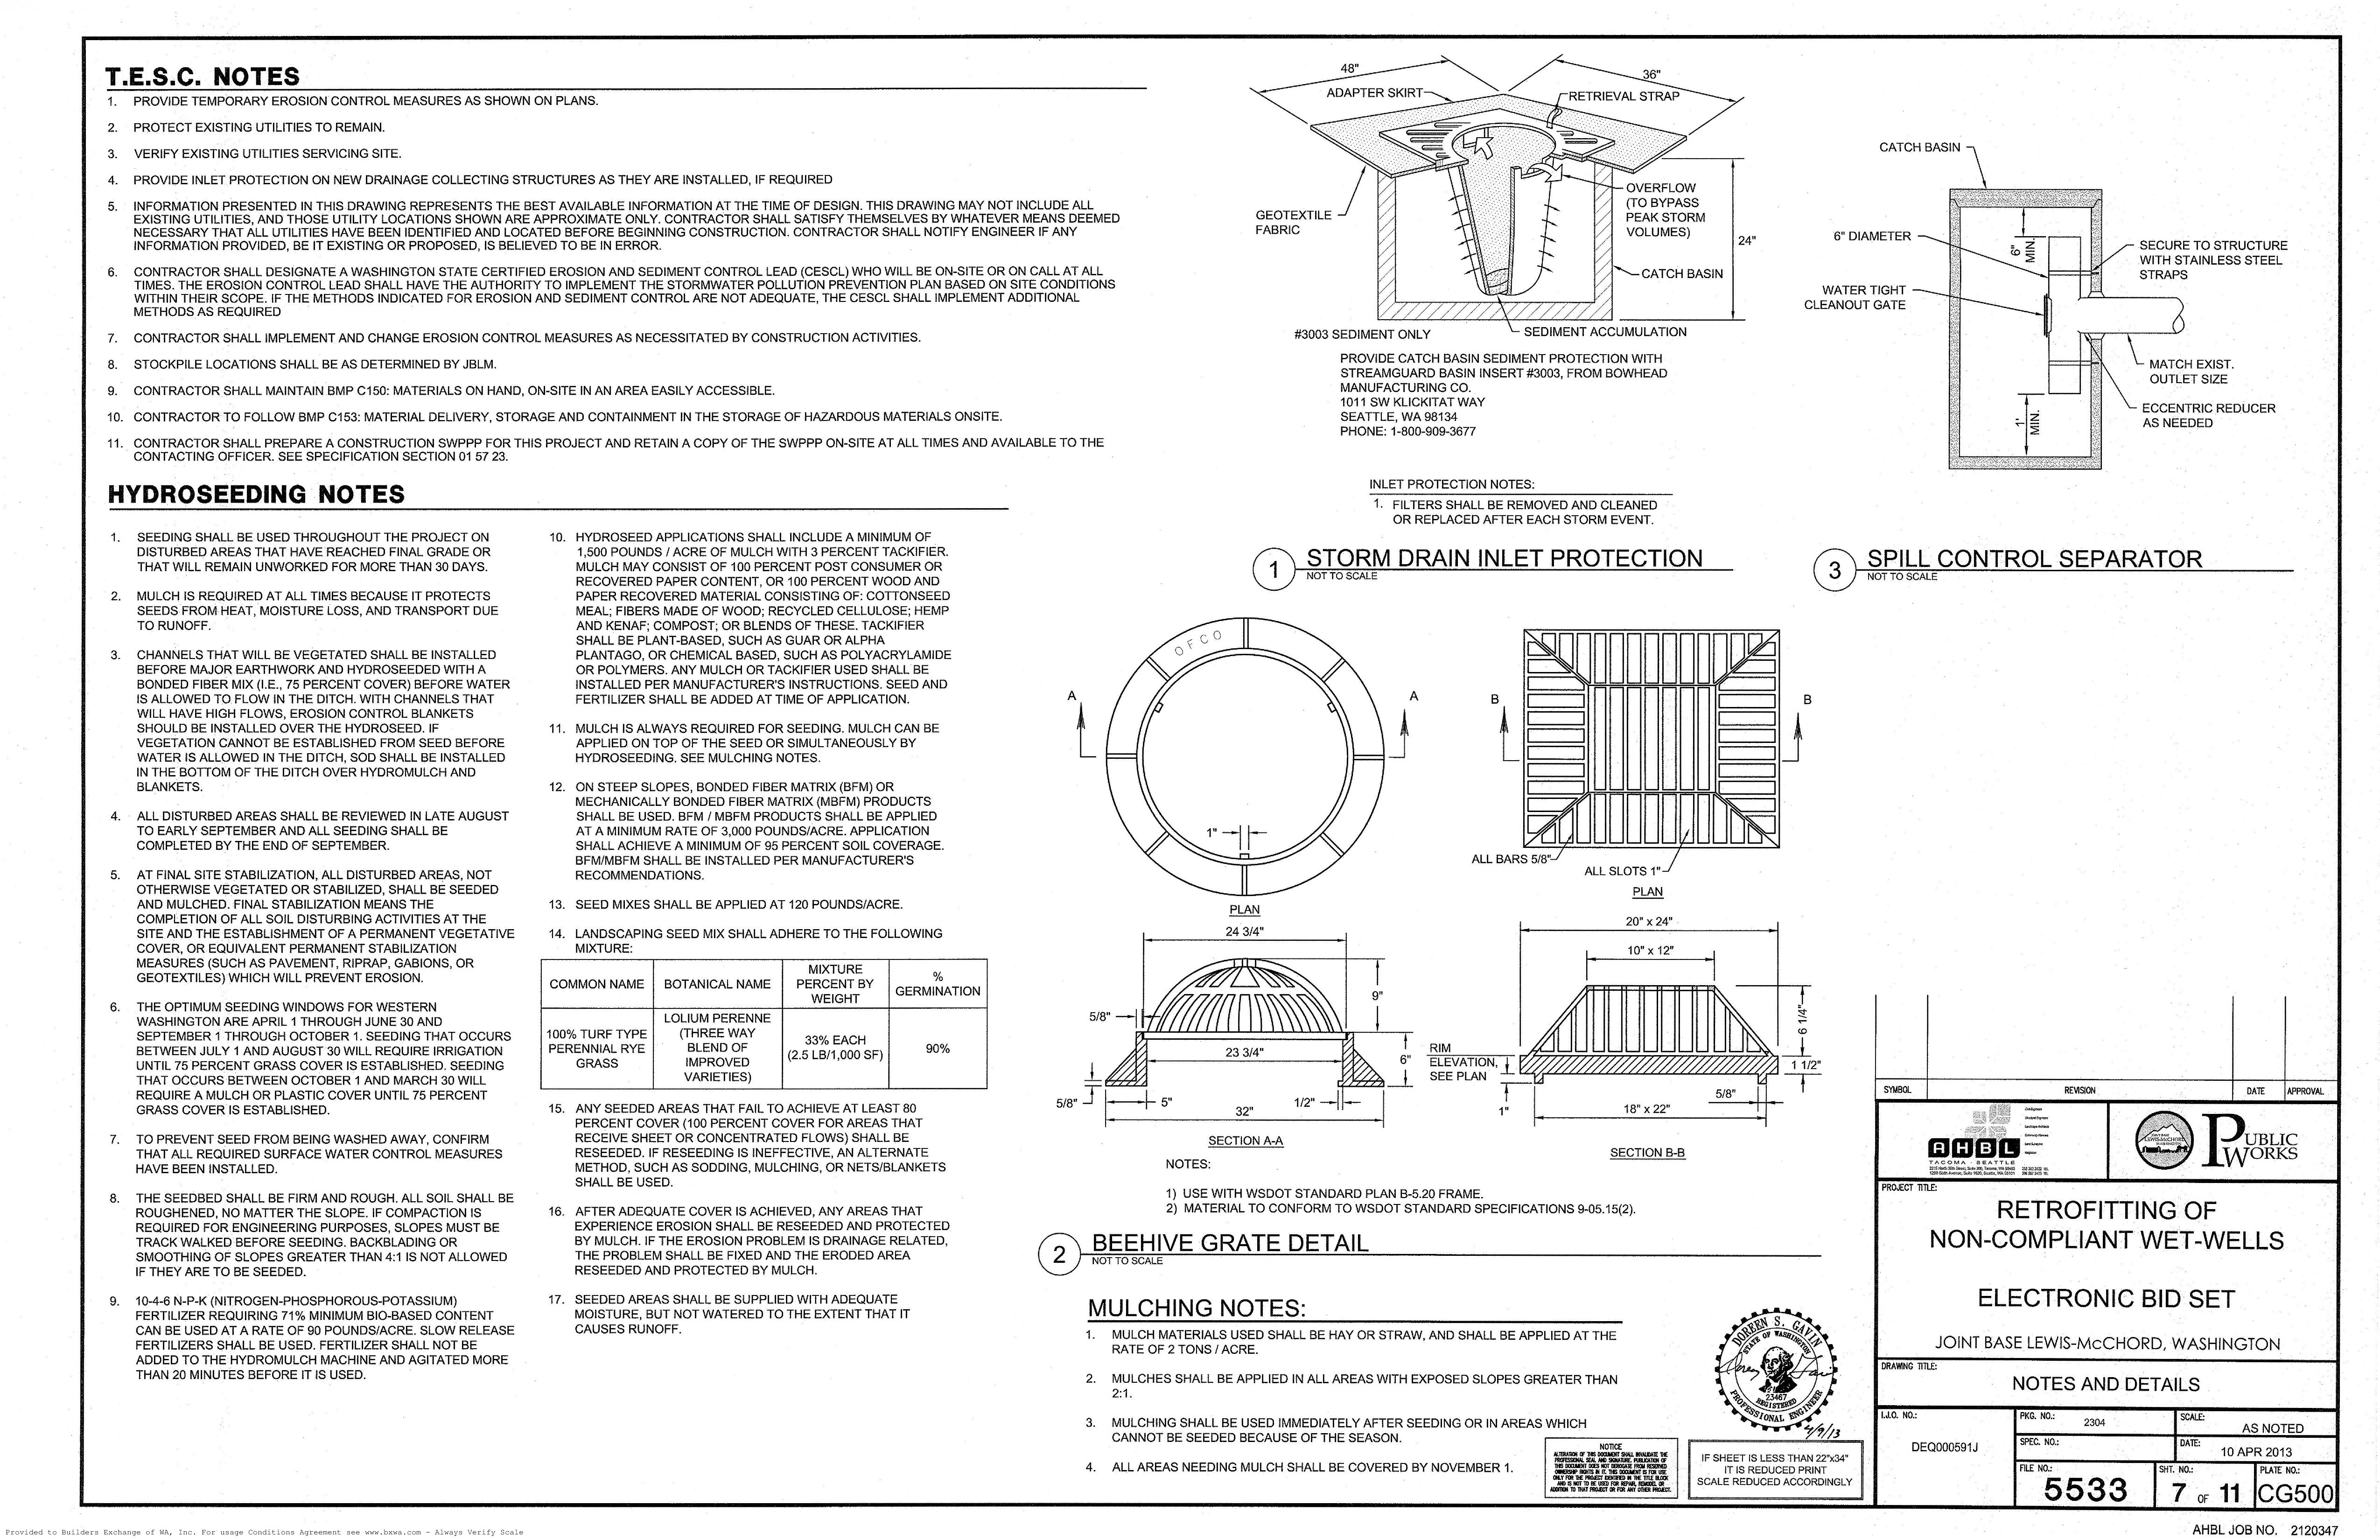 T.E.S.C. NOTES
1. PROVIDE TEMPORARY EROSION CONTROL MEASURES AS SHOWN ON PLANS.
2. PROTECT EXISTING UTILITIES TO REMAIN.
3. VERIFY EXISTING UTILITIES SERVICING SITE.
4. PROVIDE INLET PROTECTION ON NEW DRAINAGE COLLECTING STRUCTURES AS THEY ARE INSTALLED, IF REQUIRED
5. INFORMATION PRESENTED IN THIS DRAWING REPRESENTS THE BEST AVAILABLE INFORMATION AT THE TIME OF DESIGN. THIS DRAWING MAY NOT INCLUDE ALL
EXISTING UTILITIES, AND THOSE UTILITY LOCATIONS SHOWN ARE APPROXIMATE ONLY. CONTRACTOR SHALL SATISFY THEMSELVES BY WHATEVER MEANS DEEMED
NECESSARY THAT ALL UTILITIES HAVE BEEN IDENTIFIED AND LOCATED BEFORE BEGINNING CONSTRUCTION. CONTRACTOR SHALL NOTIFY ENGINEER IF ANY
INFORMATION PROVIDED, BE IT EXISTING OR PROPOSED, IS BELIEVED TO BE IN ERROR.
6. CONTRACTOR SHALL DESIGNATE A WASHINGTON STATE CERTIFIED EROSION AND SEDIMENT CONTROL LEAD (CESCL) WHO WILL BE ON-SITE OR ON CALL AT ALL
TIMES. THE EROSION CONTROL LEAD SHALL HAVE THE AUTHORITY TO IMPLEMENT THE STORMWATER POLLUTION PREVENTION PLAN BASED ON SITE CONDITIONS
WITHIN THEIR SCOPE. IF THE METHODS INDICATED FOR EROSION AND SEDIMENT CONTROL ARE NOT ADEQUATE, THE CESCL SHALL IMPLEMENT ADDITIONAL
METHODS AS REQUIRED
7. CONTRACTOR SHALL IMPLEMENT AND CHANGE EROSION CONTROL MEASURES AS NECESSITATED BY CONSTRUCTION ACTIVITIES.
8. STOCKPILE LOCATIONS SHALL BE AS DETERMINED BY JBLM.
9. CONTRACTOR SHALL MAINTAIN BMP C150: MATERIALS ON HAND, ON-SITE IN AN AREA EASILY ACCESSIBLE.
10. CONTRACTOR TO FOLLOW BMP C153: MATERIAL DELIVERY, STORAGE AND CONTAINMENT IN THE STORAGE OF HAZARDOUS MATERIALS ONSITE.
11. CONTRACTOR SHALL PREPARE A CONSTRUCTION SWPPP FOR THIS PROJECT AND RETAIN A COPY OF THE SWPPP ON-SITE AT ALL TIMES AND AVAILABLE TO THE
CONTACTING OFFICER. SEE SPECIFICATION SECTION 01 57 23.
HYDROSEEDING NOTES
1. SEEDING SHALL BE USED THROUGHOUT THE PROJECT ON
DISTURBED AREAS THAT HAVE REACHED FINAL GRADE OR
THAT WILL REMAIN UNWORKED FOR MORE THAN 30 DAYS.
2. MULCH IS REQUIRED AT ALL TIMES BECAUSE IT PROTECTS
SEEDS FROM HEAT, MOISTURE LOSS, AND TRANSPORT DUE
TO RUNOFF.
3. CHANNELS THAT WILL BE VEGETATED SHALL BE INSTALLED
BEFORE MAJOR EARTHWORK AND HYDROSEEDED WITH A
BONDED FIBER MIX (I.E., 75 PERCENT COVER) BEFORE WATER
IS ALLOWED TO FLOW IN THE DITCH. WITH CHANNELS THAT
WILL HAVE HIGH FLOWS, EROSION CONTROL BLANKETS
SHOULD BE INSTALLED OVER THE HYDROSEED. IF
VEGETATION CANNOT BE ESTABLISHED FROM SEED BEFORE
WATER IS ALLOWED IN THE DITCH, SOD SHALL BE INSTALLED
IN THE BOTTOM OF THE DITCH OVER HYDROMULCH AND
BLANKETS.
4. ALL DISTURBED AREAS SHALL BE REVIEWED IN LATE AUGUST
TO EARLY SEPTEMBER AND ALL SEEDING SHALL BE
COMPLETED BY THE END OF SEPTEMBER.
5. AT FINAL SITE STABILIZATION, ALL DISTURBED AREAS, NOT
OTHERWISE VEGETATED OR STABILIZED, SHALL BE SEEDED
AND MULCHED. FINAL STABILIZATION MEANS THE
COMPLETION OF ALL SOIL DISTURBING ACTIVITIES AT THE
SITE AND THE ESTABLISHMENT OF A PERMANENT VEGETATIVE
COVER, OR EQUIVALENT PERMANENT STABILIZATION
MEASURES (SUCH AS PAVEMENT, RIPRAP, GABIONS, OR
GEOTEXTILES) WHICH WILL PREVENT EROSION.
6. THE OPTIMUM SEEDING WINDOWS FOR WESTERN
WASHINGTON ARE APRIL 1 THROUGH JUNE 30 AND
SEPTEMBER 1 THROUGH OCTOBER 1. SEEDING THAT OCCURS
BETWEEN JULY 1 AND AUGUST 30 WILL REQUIRE IRRIGATION
UNTIL 75 PERCENT GRASS COVER IS ESTABLISHED. SEEDING
THAT OCCURS BETWEEN OCTOBER 1 AND MARCH 30 WILL
REQUIRE A MULCH OR PLASTIC COVER UNTIL 75 PERCENT
GRASS COVER IS ESTABLISHED.
7. TO PREVENT SEED FROM BEING WASHED AWAY, CONFIRM
THAT ALL REQUIRED SURFACE WATER CONTROL MEASURES
HAVE BEEN INSTALLED.
8. THE SEEDBED SHALL BE FIRM AND ROUGH. ALL SOIL SHALL BE
ROUGHENED, NO MATTER THE SLOPE. IF COMPACTION IS
REQUIRED FOR ENGINEERING PURPOSES, SLOPES MUST BE
TRACK WALKED BEFORE SEEDING. BACKBLADING OR
SMOOTHING OF SLOPES GREATER THAN 4:1 IS NOT ALLOWED
IF THEY ARE TO BE SEEDED.
9. 10-4-6 N-P-K (NITROGEN-PHOSPHOROUS-POTASSIUM)
FERTILIZER REQUIRING 71% MINIMUM BIO-BASED CONTENT
CAN BE USED AT A RATE OF 90 POUNDS/ACRE. SLOW RELEASE
FERTILIZERS SHALL BE USED. FERTILIZER SHALL NOT BE
ADDED TO THE HYDROMULCH MACHINE AND AGITATED MORE
THAN 20 MINUTES BEFORE IT IS USED.
10. HYDROSEED APPLICATIONS SHALL INCLUDE A MINIMUM OF
1,500 POUNDS / ACRE OF MULCH WITH 3 PERCENT TACKIFIER.
MULCH MAY CONSIST OF 100 PERCENT POST CONSUMER OR
RECOVERED PAPER CONTENT, OR 100 PERCENT WOOD AND
PAPER RECOVERED MATERIAL CONSISTING OF: COTTONSEED
MEAL; FIBERS MADE OF WOOD; RECYCLED CELLULOSE; HEMP
AND KENAF; COMPOST; OR BLENDS OF THESE. TACKIFIER
SHALL BE PLANT-BASED, SUCH AS GUAR OR ALPHA
PLANTAGO, OR CHEMICAL BASED, SUCH AS POLYACRYLAMIDE
OR POLYMERS. ANY MULCH OR TACKIFIER USED SHALL BE
INSTALLED PER MANUFACTURER'S INSTRUCTIONS. SEED AND
FERTILIZER SHALL BE ADDED AT TIME OF APPLICATION.
11. MULCH IS ALWAYS REQUIRED FOR SEEDING. MULCH CAN BE
APPLIED ON TOP OF THE SEED OR SIMULTANEOUSLY BY
HYDROSEEDING. SEE MULCHING NOTES.
12. ON STEEP SLOPES, BONDED FIBER MATRIX (BFM) OR
MECHANICALLY BONDED FIBER MATRIX (MBFM) PRODUCTS
SHALL BE USED. BFM / MBFM PRODUCTS SHALL BE APPLIED
AT A MINIMUM RATE OF 3,000 POUNDS/ACRE. APPLICATION
SHALL ACHIEVE A MINIMUM OF 95 PERCENT SOIL COVERAGE.
BFM/MBFM SHALL BE INSTALLED PER MANUFACTURER'S
RECOMMENDATIONS.
13. SEED MIXES SHALL BE APPLIED AT 120 POUNDS/ACRE.
14. LANDSCAPING SEED MIX SHALL ADHERE TO THE FOLLOWING
MIXTURE:
COMMON NAME BOTANICAL NAME MIXTURE PERCENT BY WEIGHT % GERMINATION
100% TURF TYPE PERENNIAL RYE GRASS LOLIUM PERENNE (THREE WAY BLEND OF IMPROVED VARIETIES) 33% EACH (2.5 LB/1,000 SF) 90%
15. ANY SEEDED AREAS THAT FAIL TO ACHIEVE AT LEAST 80
PERCENT COVER (100 PERCENT COVER FOR AREAS THAT
RECEIVE SHEET OR CONCENTRATED FLOWS) SHALL BE
RESEEDED. IF RESEEDING IS INEFFECTIVE, AN ALTERNATE
METHOD, SUCH AS SODDING, MULCHING, OR NETS/BLANKETS
SHALL BE USED.
16. AFTER ADEQUATE COVER IS ACHIEVED, ANY AREAS THAT
EXPERIENCE EROSION SHALL BE RESEEDED AND PROTECTED
BY MULCH. IF THE EROSION PROBLEM IS DRAINAGE RELATED,
THE PROBLEM SHALL BE FIXED AND THE ERODED AREA
RESEEDED AND PROTECTED BY MULCH.
17. SEEDED AREAS SHALL BE SUPPLIED WITH ADEQUATE
MOISTURE, BUT NOT WATERED TO THE EXTENT THAT IT
CAUSES RUNOFF.
48"
36"
ADAPTER SKIRT
RETRIEVAL STRAP
GEOTEXTILE
FABRIC
OVERFLOW
(TO BYPASS
PEAK STORM
VOLUMES)
24"
CATCH BASIN
#3003 SEDIMENT ONLY
SEDIMENT ACCUMULATION
PROVIDE CATCH BASIN SEDIMENT PROTECTION WITH
STREAMGUARD BASIN INSERT #3003, FROM BOWHEAD
MANUFACTURING CO.
1011 SW KLICKITAT WAY
SEATTLE, WA 98134
PHONE: 1-800-909-3677
INLET PROTECTION NOTES:
1. FILTERS SHALL BE REMOVED AND CLEANED
OR REPLACED AFTER EACH STORM EVENT.
1 STORM DRAIN INLET PROTECTION
NOT TO SCALE
CATCH BASIN
6" DIAMETER
6" MIN.
SECURE TO STRUCTURE
WITH STAINLESS STEEL
STRAPS
WATER TIGHT
CLEANOUT GATE
MATCH EXIST.
OUTLET SIZE
1' MIN.
ECCENTRIC REDUCER
AS NEEDED
3 SPILL CONTROL SEPARATOR
NOT TO SCALE
OFCO
A A
1"
PLAN
B B
ALL BARS 5/8"
ALL SLOTS 1"
PLAN
24 3/4"
9"
5/8"
23 3/4"
6"
5/8"
5"
1/2"
32"
SECTION A-A
20" x 24"
10" x 12"
6 1/4"
RIM
ELEVATION,
SEE PLAN
1 1/2"
5/8"
1"
18" x 22"
SECTION B-B
NOTES:
1) USE WITH WSDOT STANDARD PLAN B-5.20 FRAME.
2) MATERIAL TO CONFORM TO WSDOT STANDARD SPECIFICATIONS 9-05.15(2).
2 BEEHIVE GRATE DETAIL
NOT TO SCALE
MULCHING NOTES:
1. MULCH MATERIALS USED SHALL BE HAY OR STRAW, AND SHALL BE APPLIED AT THE
RATE OF 2 TONS / ACRE.
2. MULCHES SHALL BE APPLIED IN ALL AREAS WITH EXPOSED SLOPES GREATER THAN
2:1.
3. MULCHING SHALL BE USED IMMEDIATELY AFTER SEEDING OR IN AREAS WHICH
CANNOT BE SEEDED BECAUSE OF THE SEASON.
4. ALL AREAS NEEDING MULCH SHALL BE COVERED BY NOVEMBER 1.
NOTICE
ALTERATION OF THIS DOCUMENT SHALL INVALIDATE THE
PROFESSIONAL SEAL AND SIGNATURE. PUBLICATION OF
THIS DOCUMENT DOES NOT DEROGATE FROM RESERVED
OWNERSHIP RIGHTS IN IT. THIS DOCUMENT IS FOR USE
ONLY FOR THE PROJECT IDENTIFIED IN THE TITLE BLOCK
AND IS NOT TO BE USED FOR REPAIR, REMODEL, OR
ADDITION TO THAT PROJECT OR FOR ANY OTHER PROJECT.
DOREEN S. GAVIN
STATE OF WASHINGTON
23467
REGISTERED
PROFESSIONAL ENGINEER
4/9/13
IF SHEET IS LESS THAN 22"x34"
IT IS REDUCED PRINT
SCALE REDUCED ACCORDINGLY
SYMBOL REVISION DATE APPROVAL
AHBL
TACOMA - SEATTLE
JOINT BASE
LEWIS-McCHORD
PUBLIC
WORKS
PROJECT TITLE:
RETROFITTING OF
NON-COMPLIANT WET-WELLS
ELECTRONIC BID SET
JOINT BASE LEWIS-McCHORD, WASHINGTON
DRAWING TITLE:
NOTES AND DETAILS
I.J.O. NO.: DEQ000591J
PKG. NO.: 2304
SCALE: AS NOTED
SPEC. NO.:
DATE: 10 APR 2013
FILE NO.: 5533
SHT. NO.: 7 OF 11
PLATE NO.: CG500
AHBL JOB NO. 2120347
Provided to Builders Exchange of WA, Inc. For usage Conditions Agreement see www.bxwa.com - Always Verify Scale